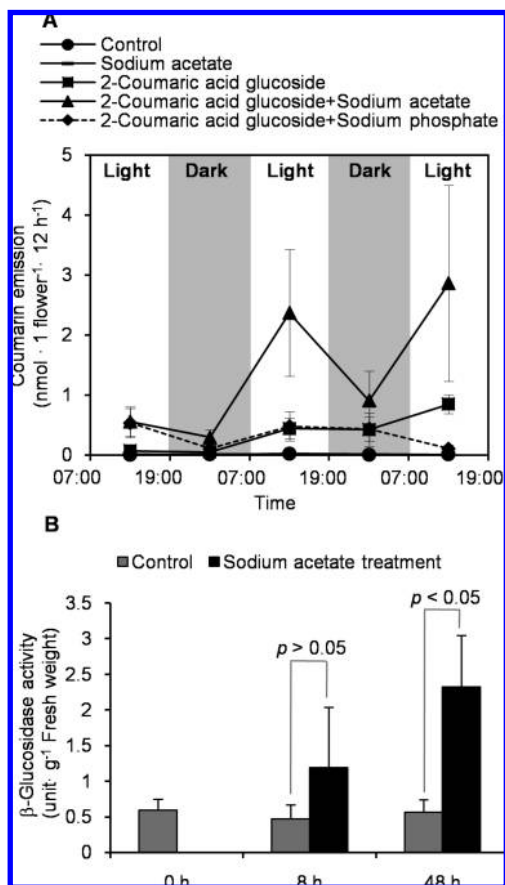 A
Control
Sodium acetate
2-Coumaric acid glucoside
2-Coumaric acid glucoside+Sodium acetate
2-Coumaric acid glucoside+Sodium phosphate
Coumarin emission
(nmol · 1 flower⁻¹· 12 h⁻¹)
5
4
3
2
1
0
Light Dark Light Dark Light
07:00 19:00 07:00 19:00 07:00 19:00
Time
B
Control Sodium acetate treatment
β-Glucosidase activity
(unit· g⁻¹ Fresh weight)
3.5
3
2.5
2
1.5
1
0.5
0
p > 0.05
p < 0.05
0 h 8 h 48 h